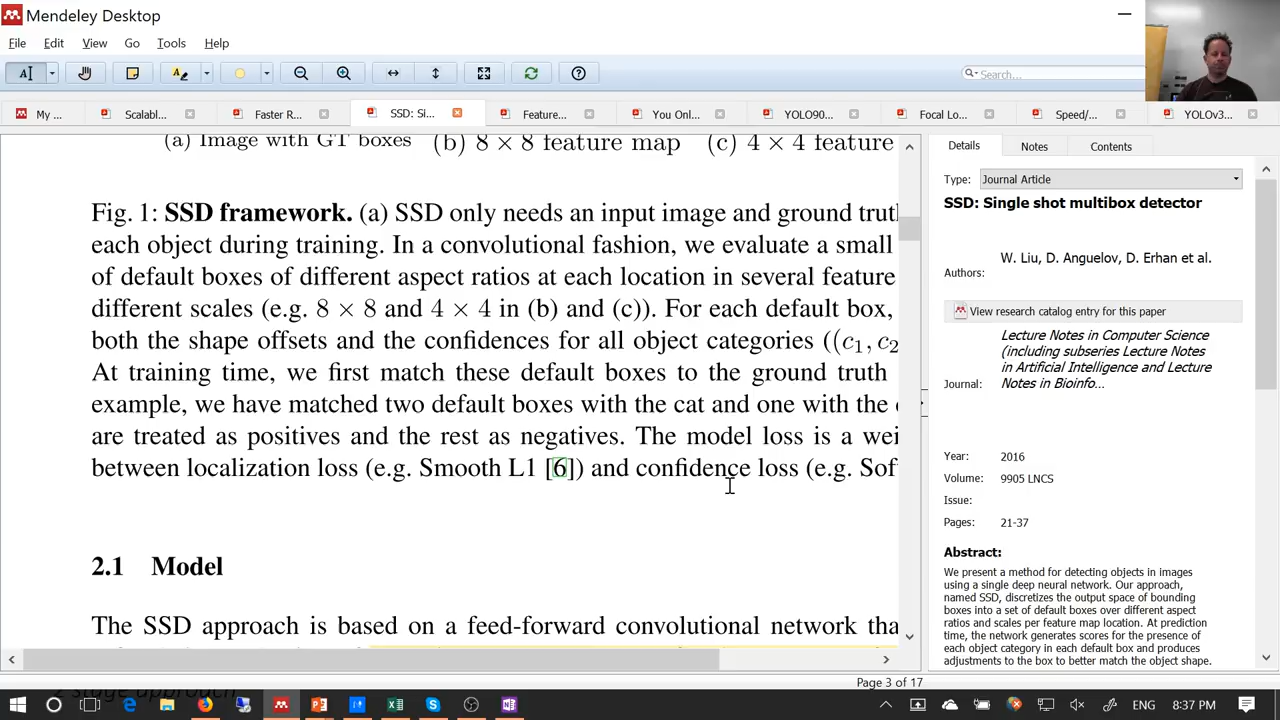 Mendeley Desktop
File Edit View Go Tools Help
Search...
My ...
Scalabl...
Faster R...
SSD: Si...
Feature...
You Onl...
YOLO90...
Focal Lo...
Speed/...
YOLOv3...
(a) Image with GT boxes (b) 8 × 8 feature map (c) 4 × 4 feature
Fig. 1: SSD framework. (a) SSD only needs an input image and ground
each object during training. In a convolutional fashion, we evaluate a small
of default boxes of different aspect ratios at each location in several feature
different scales (e.g. 8 × 8 and 4 × 4 in (b) and (c)). For each default box,
both the shape offsets and the confidences for all object categories ((c1, c2
At training time, we first match these default boxes to the ground truth
example, we have matched two default boxes with the cat and one with the
are treated as positives and the rest as negatives. The model loss is a
between localization loss (e.g. Smooth L1 [6]) and confidence loss (e.g.
2.1 Model
The SSD approach is based on a feed-forward convolutional network
Details Notes Contents
Type: Journal Article
SSD: Single shot multibox detector
Authors: W. Liu, D. Anguelov, D. Erhan et al.
View research catalog entry for this paper
Journal: Lecture Notes in Computer Science
(including subseries Lecture Notes
in Artificial Intelligence and Lecture
Notes in Bioinfo...
Year: 2016
Volume: 9905 LNCS
Issue:
Pages: 21-37
Abstract:
We present a method for detecting objects in images
using a single deep neural network. Our approach,
named SSD, discretizes the output space of bounding
boxes into a set of default boxes over different aspect
ratios and scales per feature map location. At prediction
time, the network generates scores for the presence of
each object category in each default box and produces
adjustments to the box to better match the object shape.
Page 3 of 17
2 stage approach
ENG 8:37 PM